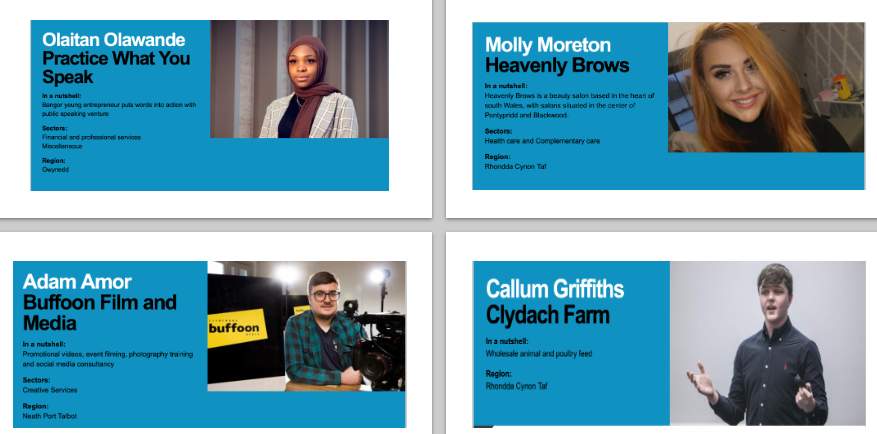 Olaitan Olawande
Practice What You
Speak
In a nutshell:
Bangor young entrepreneur puts words into action with
public speaking venture
Sectors:
Financial and professional services
Miscellaneous
Region:
Gwynedd
Molly Moreton
Heavenly Brows
In a nutshell:
Heavenly Brows is a beauty salon based in the heart of
south Wales, with salons situated in the center of
Pontypridd and Blackwood.
Sectors:
Health care and Complementary care
Region:
Rhondda Cynon Taf
Adam Amor
Buffoon Film and
Media
In a nutshell:
Promotional videos, event filming, photography training
and social media consultancy
Sectors:
Creative Services
Region:
Neath Port Talbot
buffoon
Callum Griffiths
Clydach Farm
In a nutshell:
Wholesale animal and poultry feed
Region:
Rhondda Cynon Taf